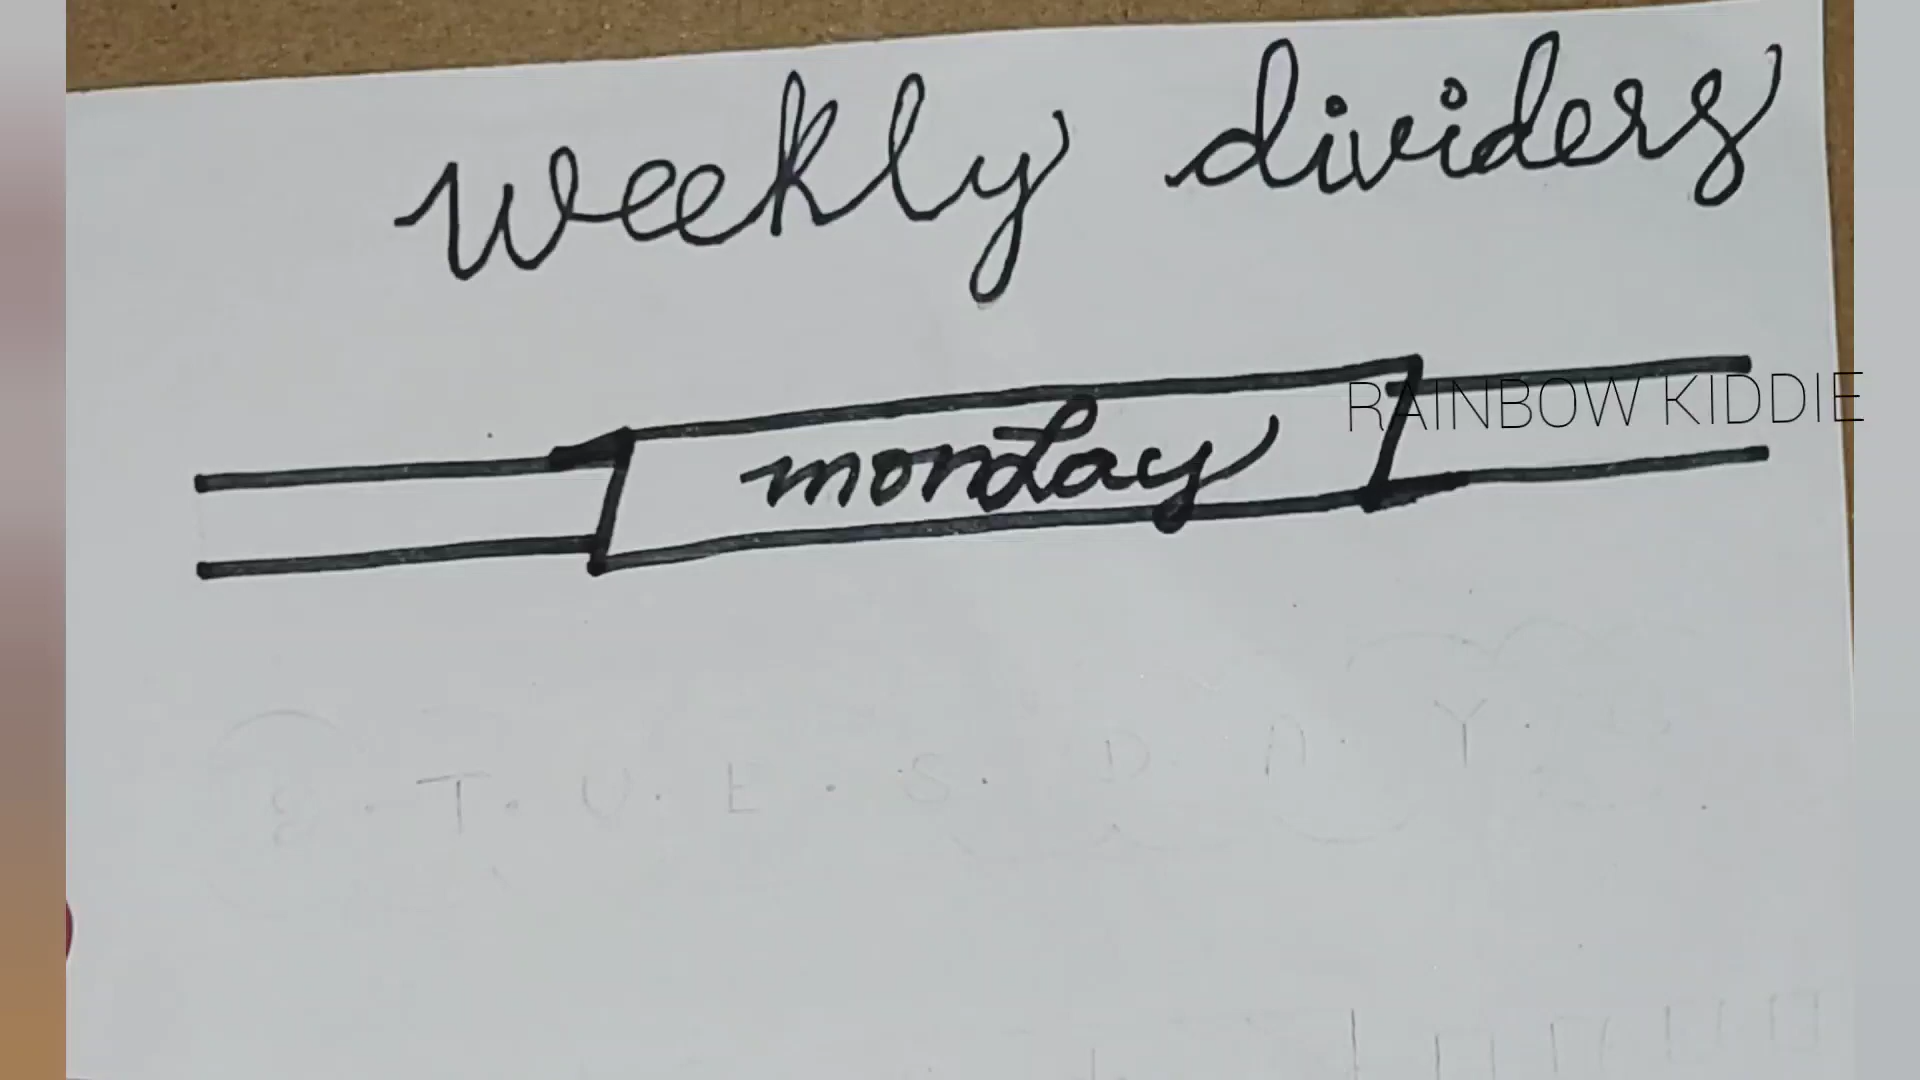 weekly dividers
monday
RAINBOW KIDDIE
T. U. E. S. D. A. Y.